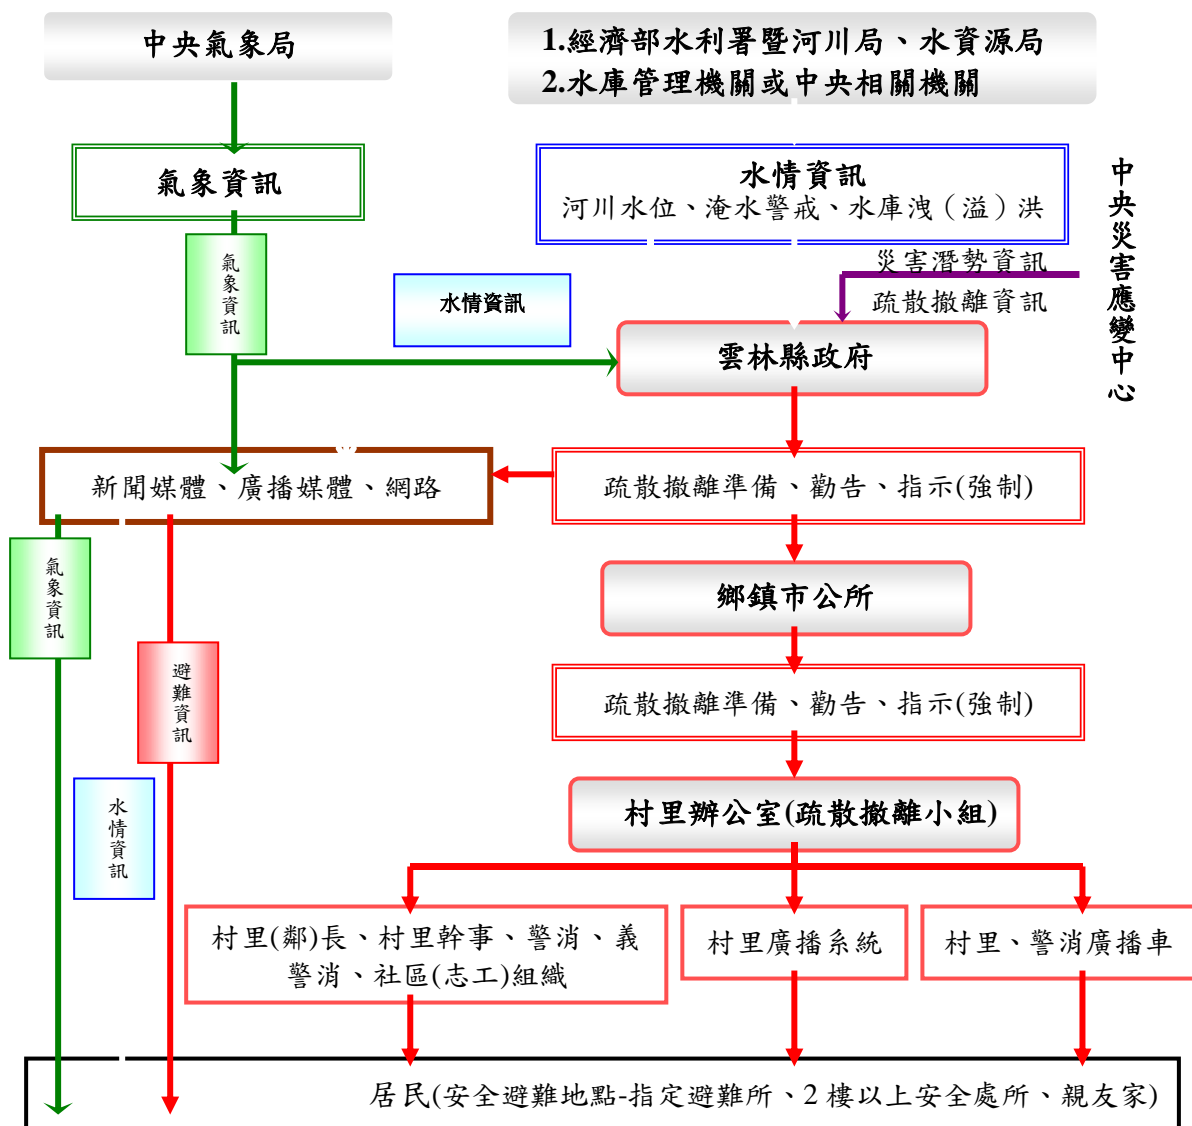 中央氣象局
1.經濟部水利署暨河川局、水資源局
2.水庫管理機關或中央相關機關
氣象資訊
水情資訊
河川水位、淹水警戒、水庫洩（溢）洪
中央災害應變中心
氣象資訊
災害潛勢資訊
疏散撤離資訊
水情資訊
雲林縣政府
新聞媒體、廣播媒體、網路
疏散撤離準備、勸告、指示(強制)
氣象資訊
鄉鎮市公所
避難資訊
疏散撤離準備、勸告、指示(強制)
水情資訊
村里辦公室(疏散撤離小組)
村里(鄰)長、村里幹事、警消、義
警消、社區(志工)組織
村里廣播系統
村里、警消廣播車
居民(安全避難地點-指定避難所、2 樓以上安全處所、親友家)